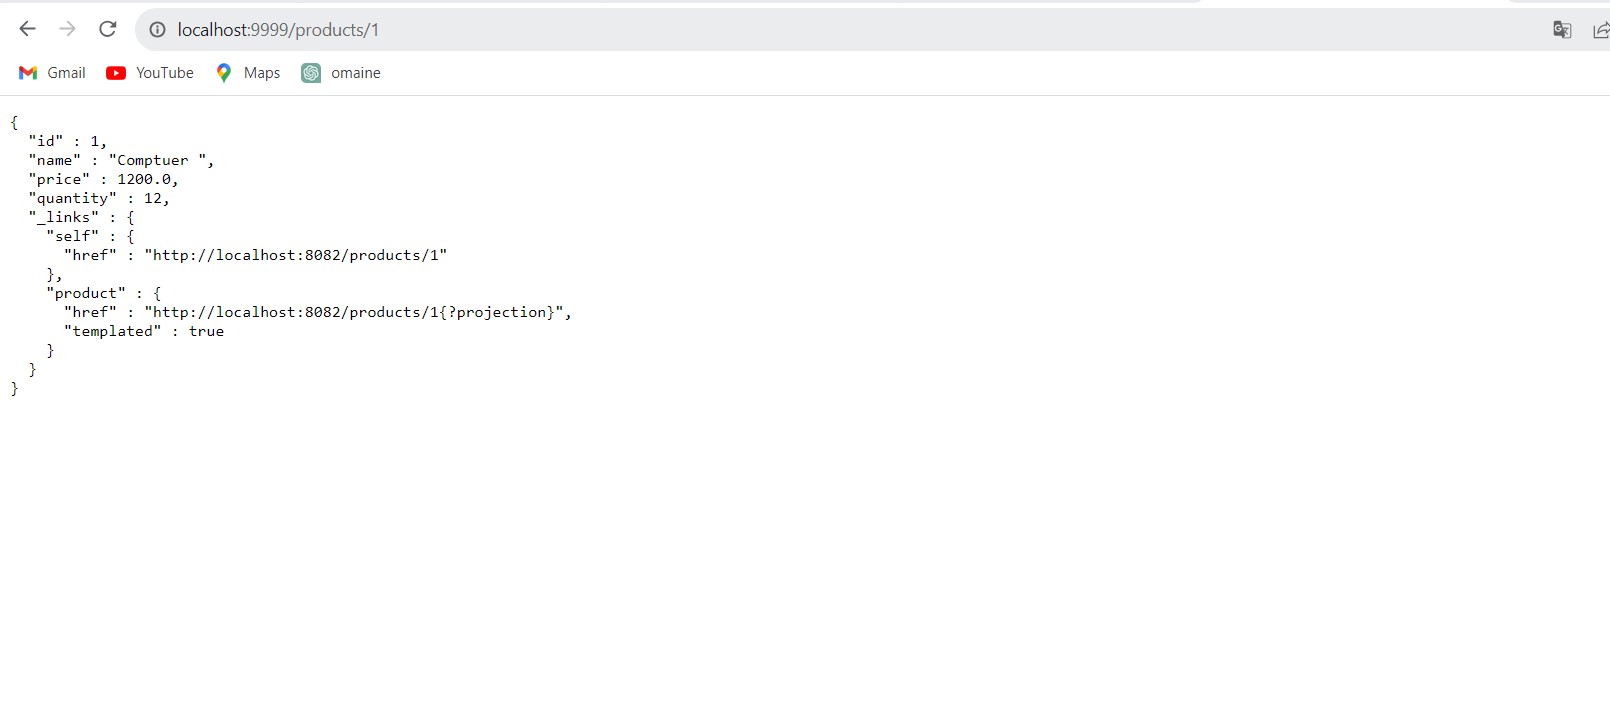 localhost:9999/products/1
Gmail YouTube Maps omaine
{
  "id" : 1,
  "name" : "Comptuer ",
  "price" : 1200.0,
  "quantity" : 12,
  "_links" : {
    "self" : {
      "href" : "http://localhost:8082/products/1"
    },
    "product" : {
      "href" : "http://localhost:8082/products/1{?projection}",
      "templated" : true
    }
  }
}